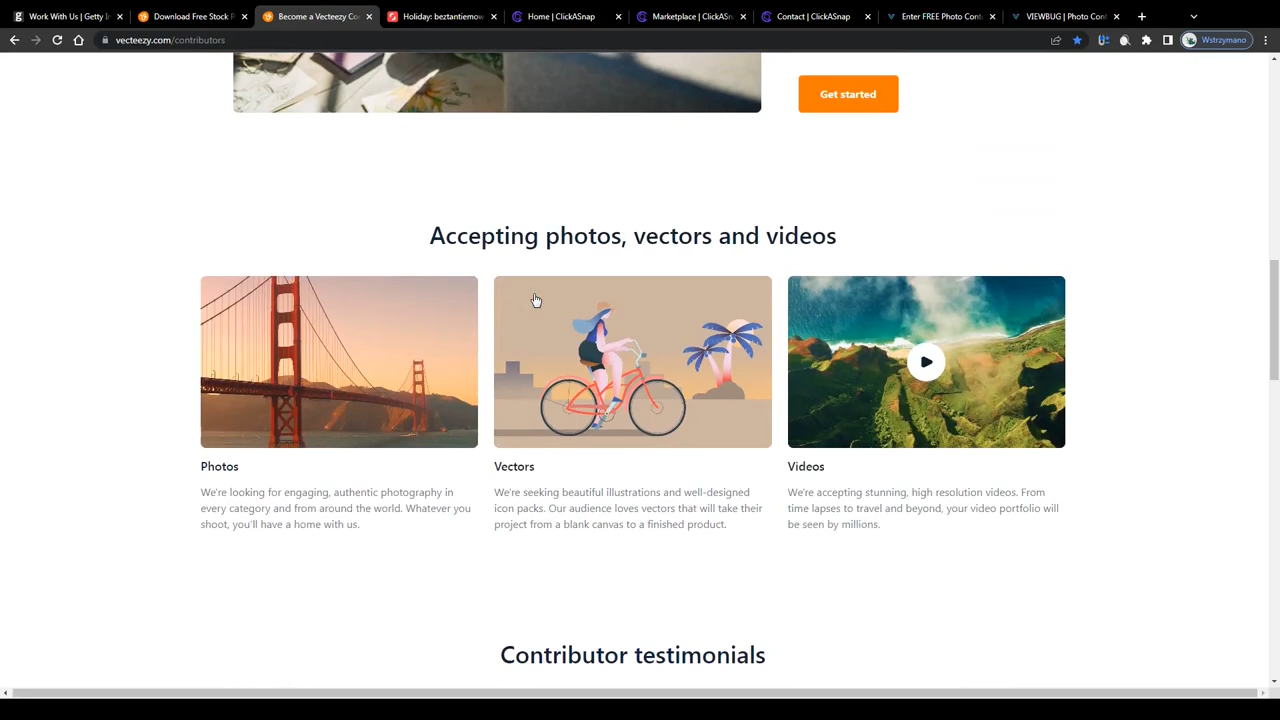 Work With Us | Getty I
Download Free Stock
Become a Vecteezy Co
Holiday: beztantiemow
Home | ClickASnap
Marketplace | ClickASn
Contact | ClickASnap
Enter FREE Photo Cont
VIEWBUG | Photo Cont
vecteezy.com/contributors
Wstrzymano
Get started
Accepting photos, vectors and videos
Photos
We're looking for engaging, authentic photography in
every category and from around the world. Whatever you
shoot, you'll have a home with us.
Vectors
We're seeking beautiful illustrations and well-designed
icon packs. Our audience loves vectors that will take their
project from a blank canvas to a finished product.
Videos
We're accepting stunning, high resolution videos. From
time lapses to travel and beyond, your video portfolio will
be seen by millions.
Contributor testimonials